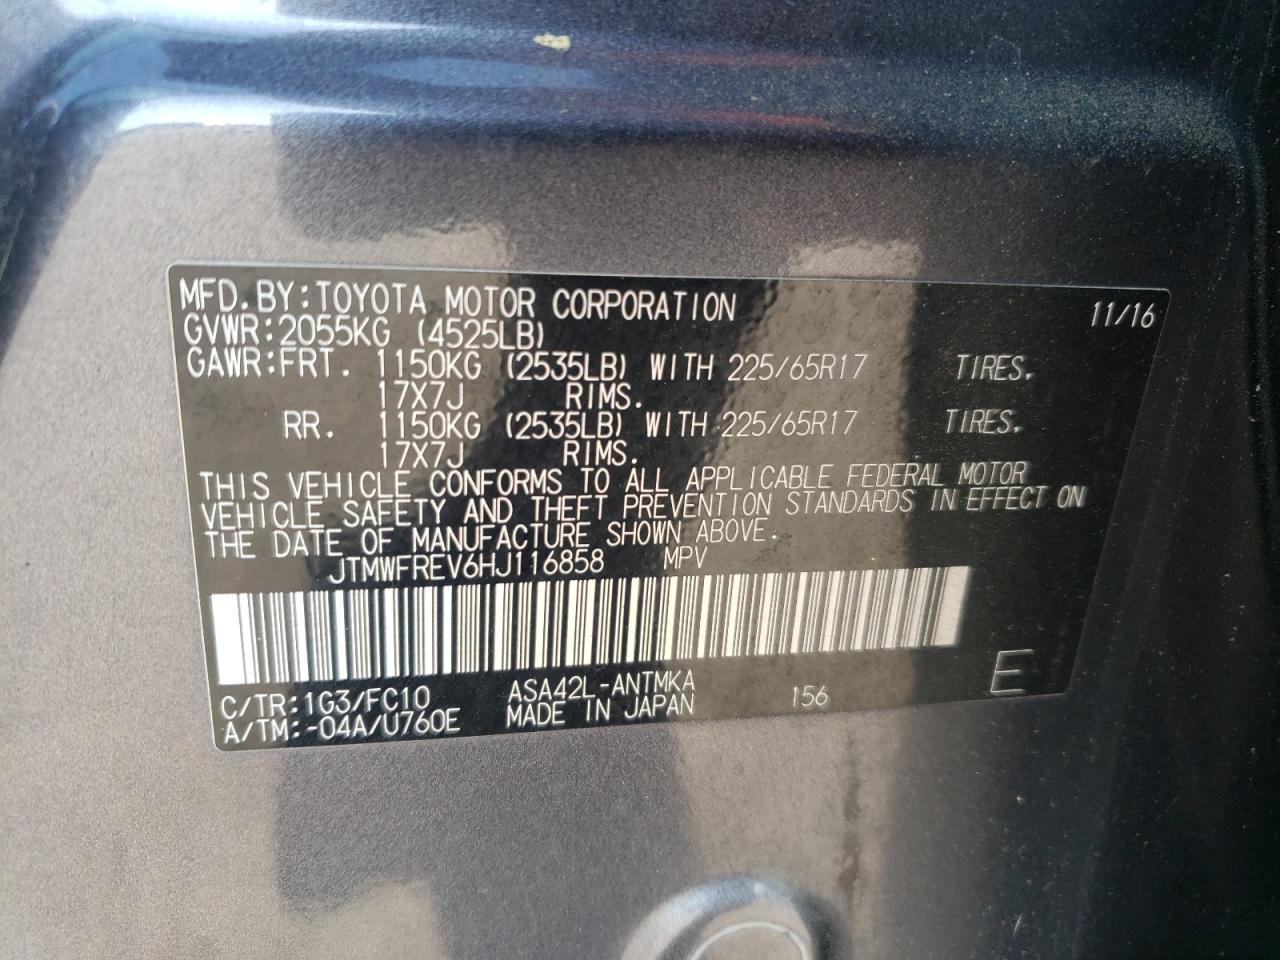 MFD.BY:TOYOTA MOTOR CORPORATION 11/16
GVWR:2055KG (4525LB)
GAWR:FRT. 1150KG (2535LB) WITH 225/65R17 TIRES.
17X7J RIMS.
RR. 1150KG (2535LB) WITH 225/65R17 TIRES.
17X7J RIMS.
THIS VEHICLE CONFORMS TO ALL APPLICABLE FEDERAL MOTOR
VEHICLE SAFETY AND THEFT PREVENTION STANDARDS IN EFFECT ON
THE DATE OF MANUFACTURE SHOWN ABOVE.
JTMWFREV6HJ116858 MPV
C/TR:1G3/FC10 ASA42L-ANTMKA 156 E
A/TM:-04A/U760E MADE IN JAPAN